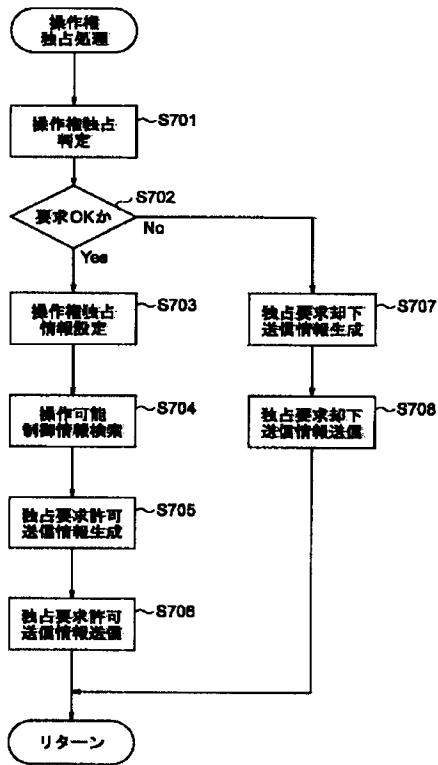 操作権
独占処理
操作権独占
判定
S701
要求OKか
S702
No
Yes
操作権独占
情報設定
S703
操作可能
制御情報検索
S704
独占要求許可
送信情報生成
S705
独占要求許可
送信情報送信
S706
独占要求却下
送信情報生成
S707
独占要求却下
送信情報送信
S708
リターン